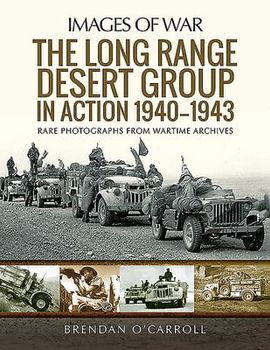 IMAGES OF WAR
THE LONG RANGE
DESERT GROUP
IN ACTION 1940–1943
RARE PHOTOGRAPHS FROM WARTIME ARCHIVES
BRENDAN O'CARROLL